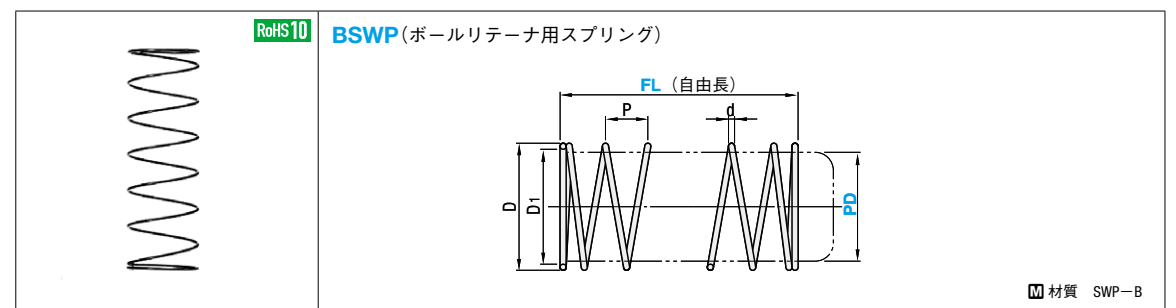 RoHS10
BSWP(ボールリテーナ用スプリング)
FL (自由長)
P
d
D
D1
PD
M 材質 SWP-B